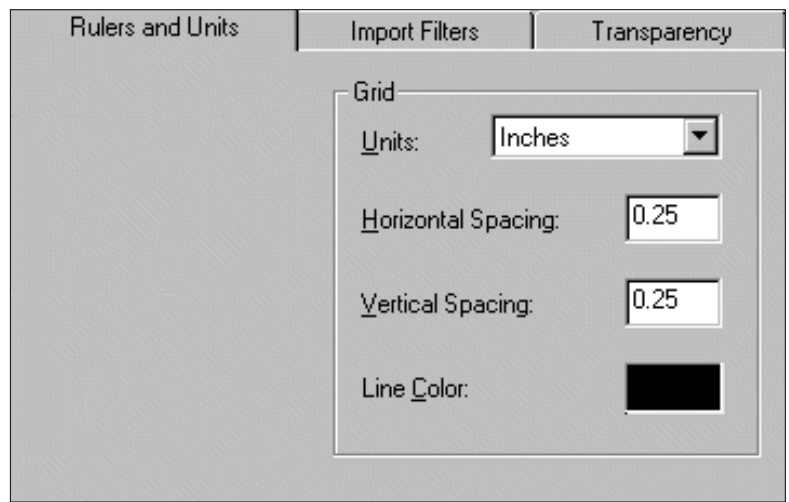 Rulers and Units
Import Filters
Transparency
Grid
Units:
Inches
Horizontal Spacing:
0.25
Vertical Spacing:
0.25
Line Color: